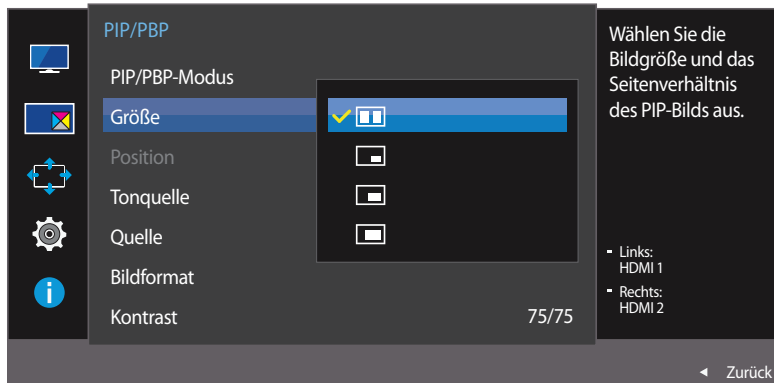 PIP/PBP
PIP/PBP-Modus
Größe
Position
Tonquelle
Quelle
Bildformat
Kontrast 75/75
Wählen Sie die
Bildgröße und das
Seitenverhältnis
des PIP-Bilds aus.
- Links:
HDMI 1
- Rechts:
HDMI 2
Zurück